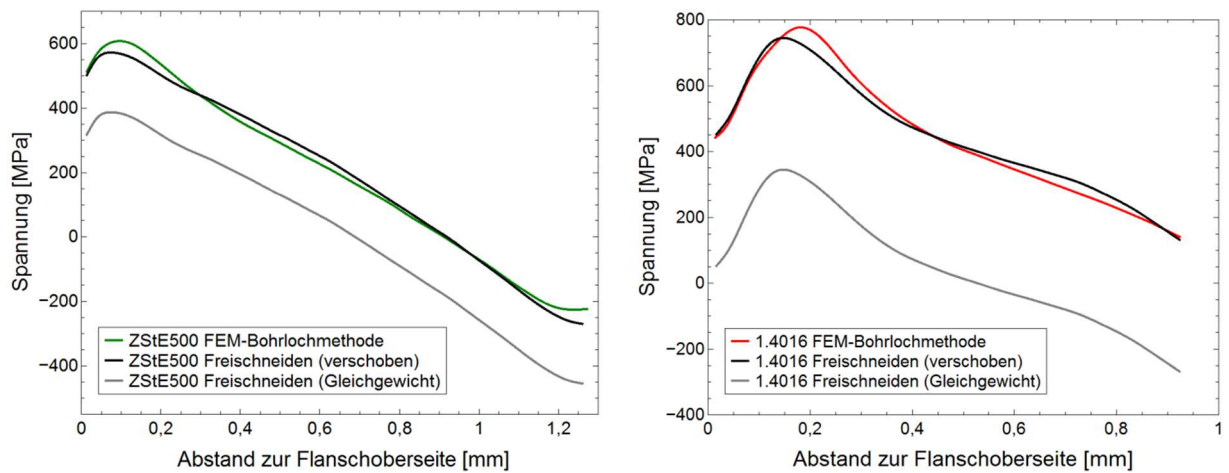 Spannung [MPa]
600
400
200
0
−200
−400
0
0,2
0,4
0,6
0,8
1
1,2
Abstand zur Flanschoberseite [mm]
ZStE500 FEM-Bohrlochmethode
ZStE500 Freischneiden (verschoben)
ZStE500 Freischneiden (Gleichgewicht)
Spannung [MPa]
800
600
400
200
0
−200
−400
0
0,2
0,4
0,6
0,8
1
Abstand zur Flanschoberseite [mm]
1.4016 FEM-Bohrlochmethode
1.4016 Freischneiden (verschoben)
1.4016 Freischneiden (Gleichgewicht)